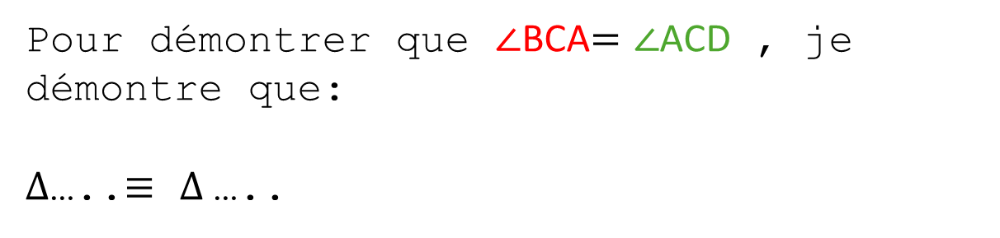 Pour démontrer que ∠BCA= ∠ACD , je
démontre que:
Δ…..≡ Δ …..